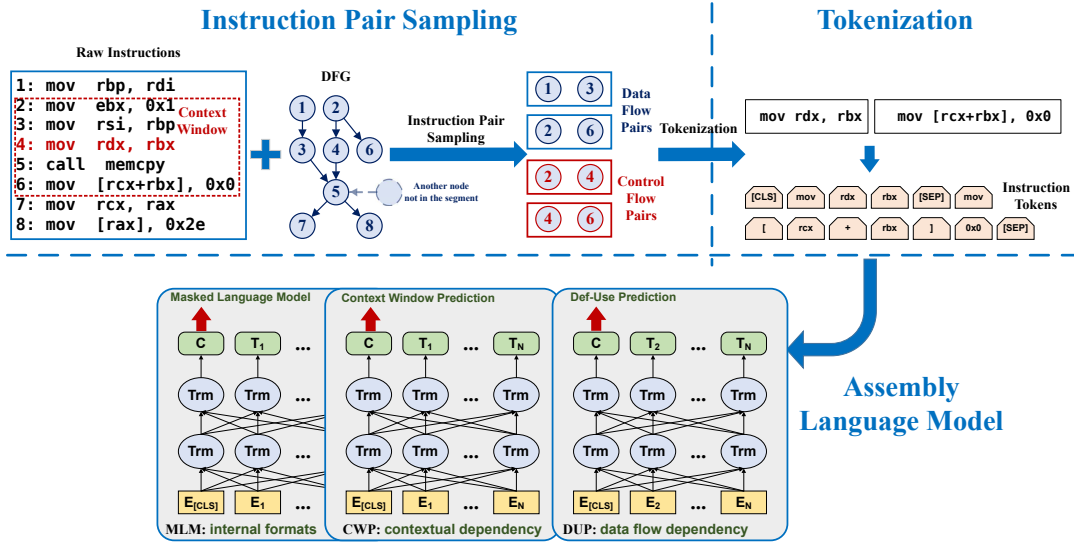 Instruction Pair Sampling
Tokenization
Raw Instructions
1: mov rbp, rdi
2: mov ebx, 0x1
3: mov rsi, rbp
4: mov rdx, rbx
5: call memcpy
6: mov [rcx+rbx], 0x0
7: mov rcx, rax
8: mov [rax], 0x2e
Context
Window
DFG
1 2
3 4 6
5
7 8
Another node
not in the segment
Instruction Pair
Sampling
1 3
2 6
2 4
4 6
Data
Flow
Pairs
Control
Flow
Pairs
Tokenization
mov rdx, rbx
mov [rcx+rbx], 0x0
[CLS] mov rdx rbx [SEP] mov
[ rcx + rbx ] 0x0 [SEP]
Instruction
Tokens
Masked Language Model
C T1 ...
Trm Trm ...
Trm Trm ...
E[CLS] E1 ...
MLM: internal formats
Context Window Prediction
C T1 ... TN
Trm Trm ... Trm
Trm Trm ... Trm
E[CLS] E1 ... EN
CWP: contextual dependency
Def-Use Prediction
C T2 ... TN
Trm Trm ... Trm
Trm Trm ... Trm
E[CLS] E2 ... EN
DUP: data flow dependency
Assembly
Language Model